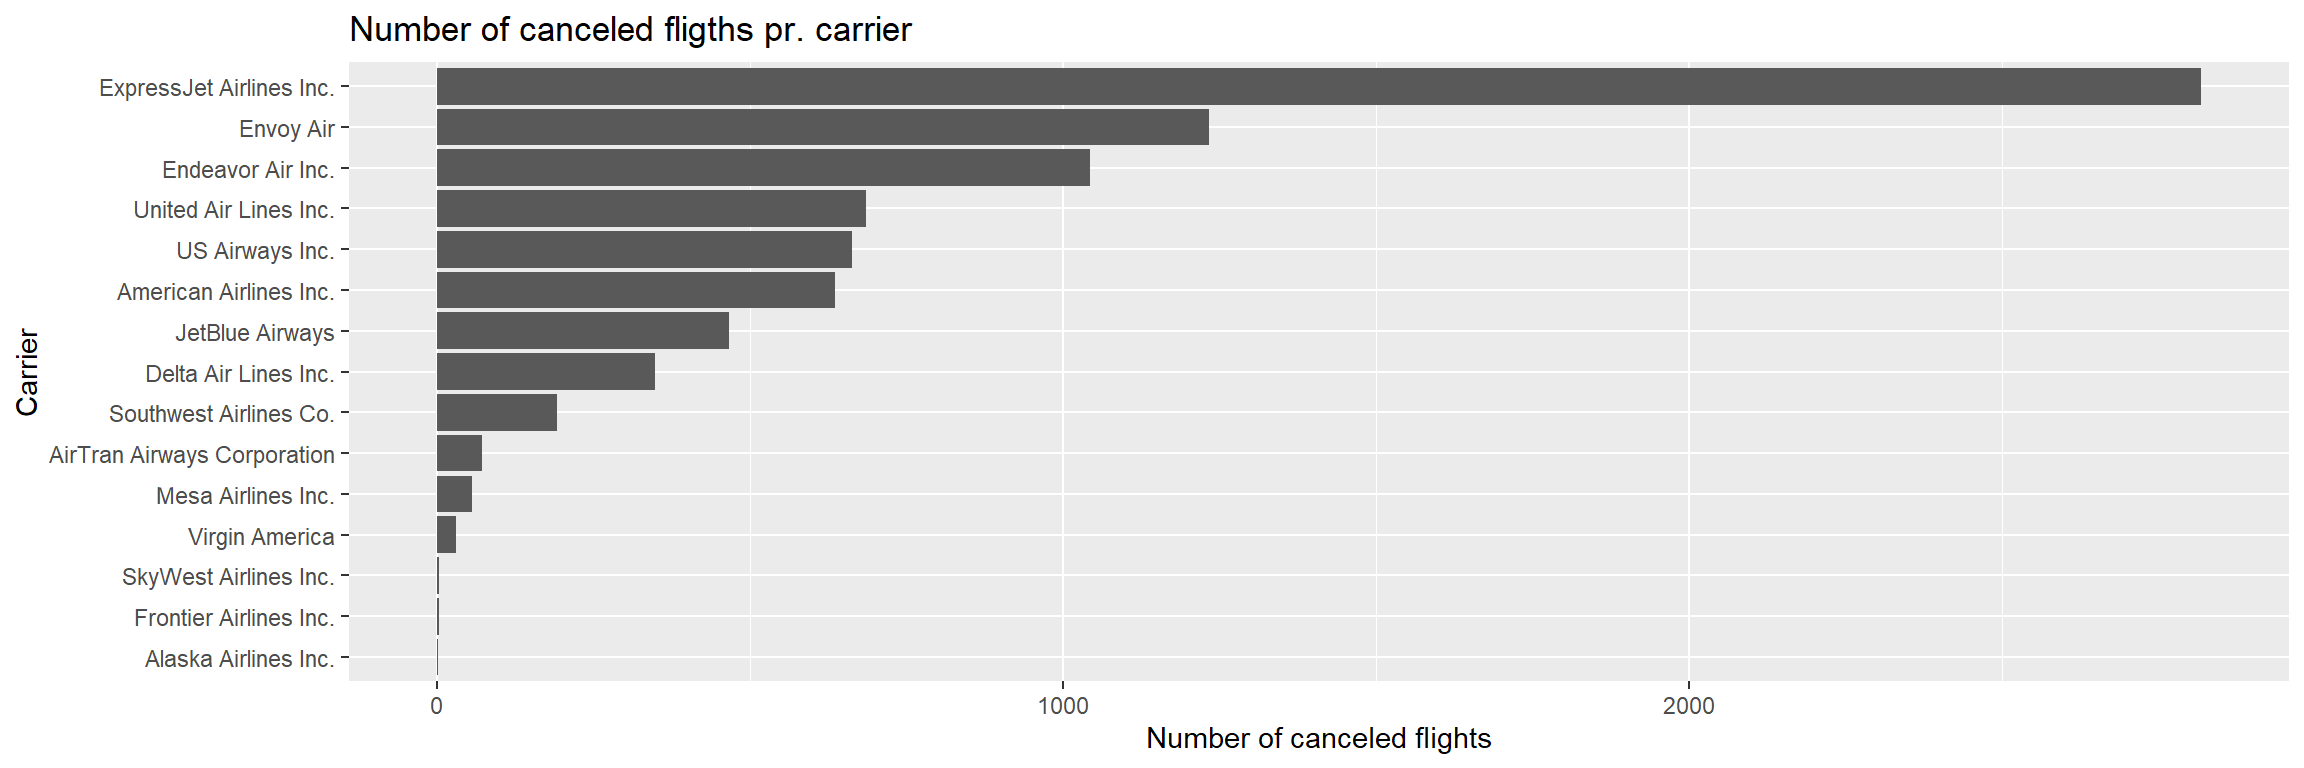 Number of canceled fligths pr. carrier
ExpressJet Airlines Inc.
Envoy Air
Endeavor Air Inc.
United Air Lines Inc.
US Airways Inc.
American Airlines Inc.
JetBlue Airways
Delta Air Lines Inc.
Southwest Airlines Co.
AirTran Airways Corporation
Mesa Airlines Inc.
Virgin America
SkyWest Airlines Inc.
Frontier Airlines Inc.
Alaska Airlines Inc.
Carrier
0 1000 2000
Number of canceled flights